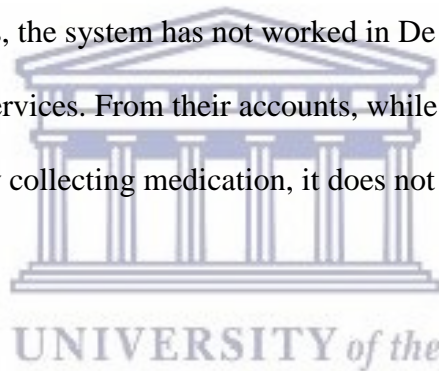 , the system has not worked in De
ervices. From their accounts, while
collecting medication, it does not
UNIVERSITY of the